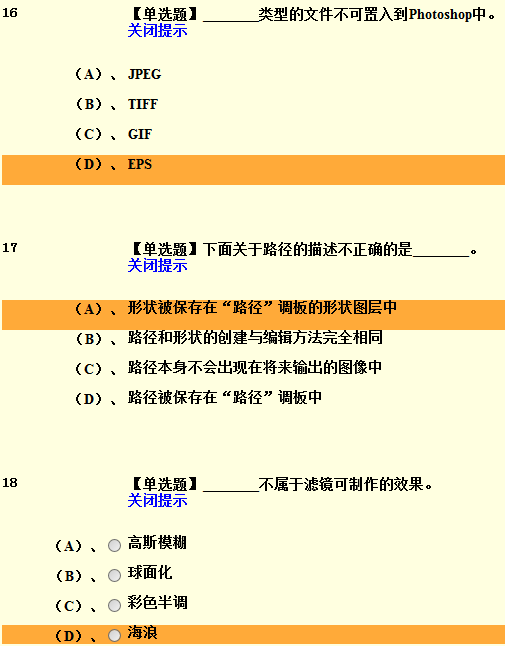 16 【单选题】_______类型的文件不可置入到Photoshop中。
关闭提示
（A）、 JPEG
（B）、 TIFF
（C）、 GIF
（D）、 EPS
17 【单选题】下面关于路径的描述不正确的是_______。
关闭提示
（A）、 形状被保存在“路径”调板的形状图层中
（B）、 路径和形状的创建与编辑方法完全相同
（C）、 路径本身不会出现在将来输出的图像中
（D）、 路径被保存在“路径”调板中
18 【单选题】_______不属于滤镜可制作的效果。
关闭提示
（A）、 高斯模糊
（B）、 球面化
（C）、 彩色半调
（D）、 海浪